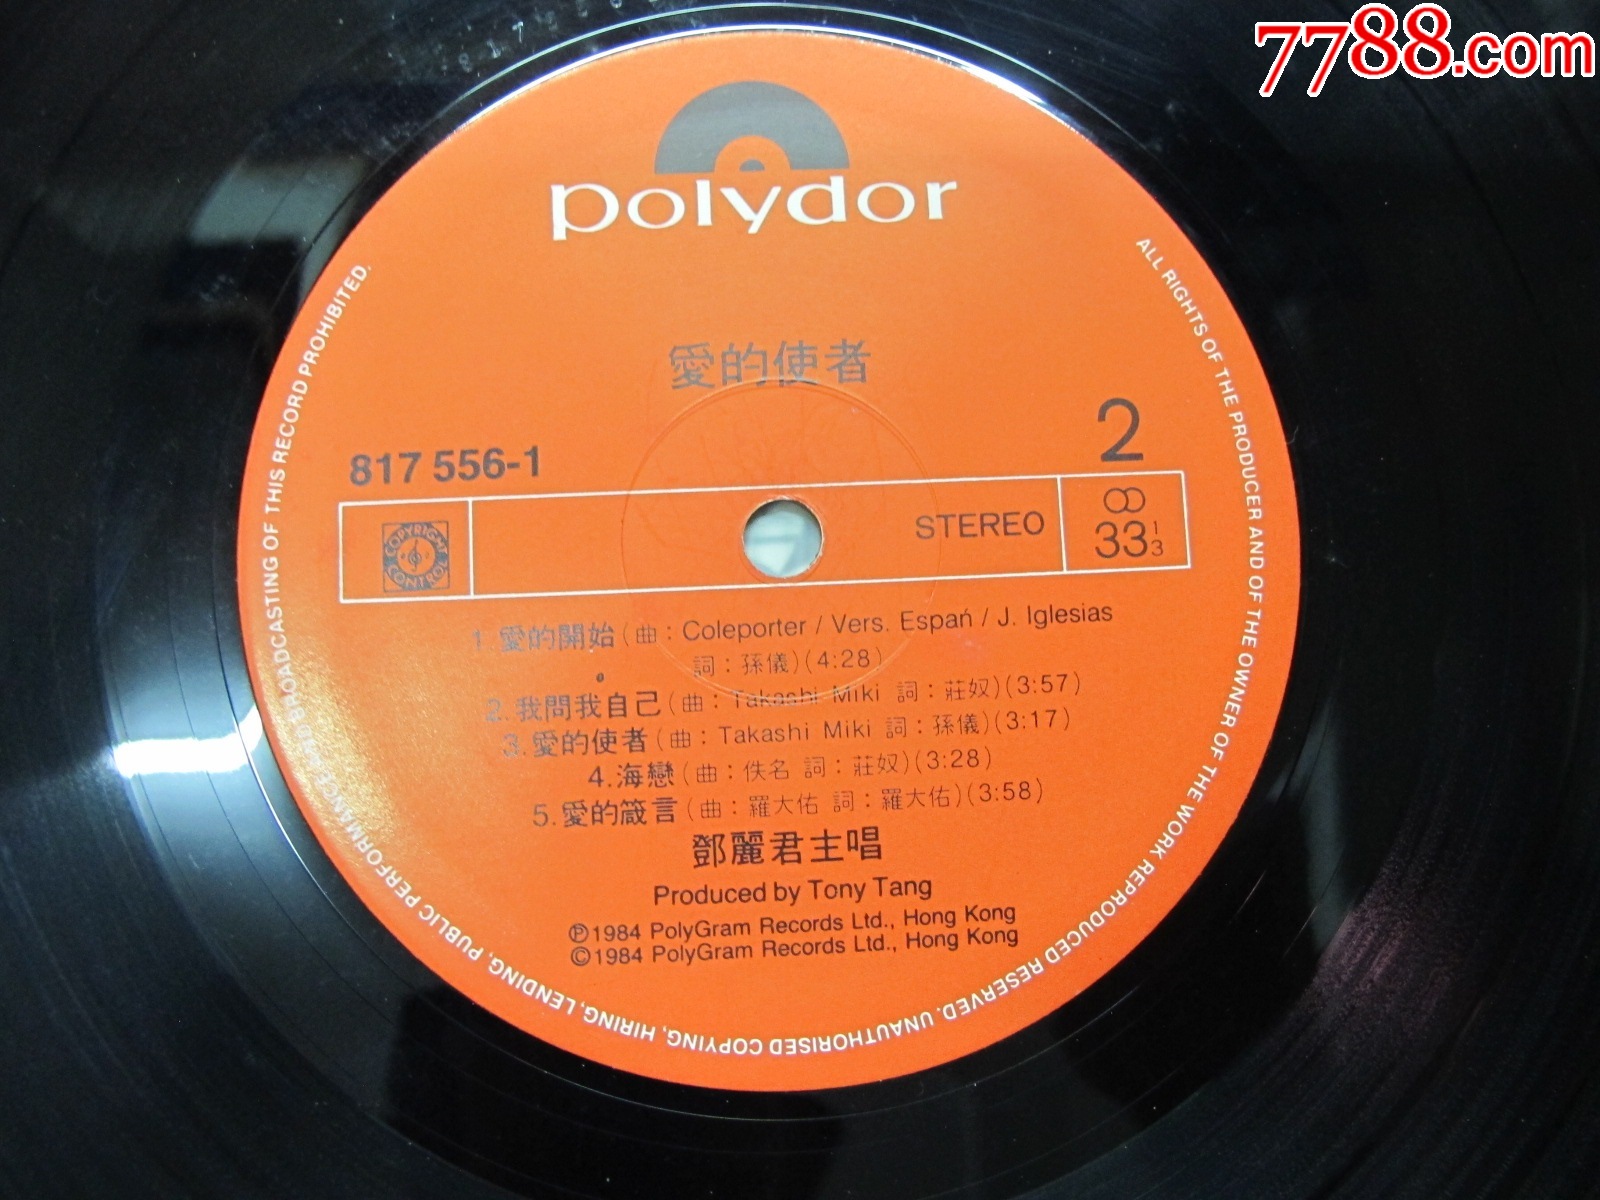 7788.com
polydor
愛的使者
817 556-1
2
COPYRIGHT CONTROL
STEREO
33 1/3
1.愛的開始(曲：Coleporter / Vers. Espań / J. Iglesias
詞：孫儀)(4:28)
2.我問我自己(曲：Takashi Miki 詞：莊奴)(3:57)
3.愛的使者(曲：Takashi Miki 詞：孫儀)(3:17)
4.海戀(曲：佚名 詞：莊奴)(3:28)
5.愛的箴言(曲：羅大佑 詞：羅大佑)(3:58)
鄧麗君主唱
Produced by Tony Tang
℗1984 PolyGram Records Ltd., Hong Kong
©1984 PolyGram Records Ltd., Hong Kong
ALL RIGHTS OF THE PRODUCER AND OF THE OWNER OF THE WORK REPRODUCED RESERVED. UNAUTHORISED COPYING, HIRING, LENDING, PUBLIC PERFORMANCE AND BROADCASTING OF THIS RECORD PROHIBITED.